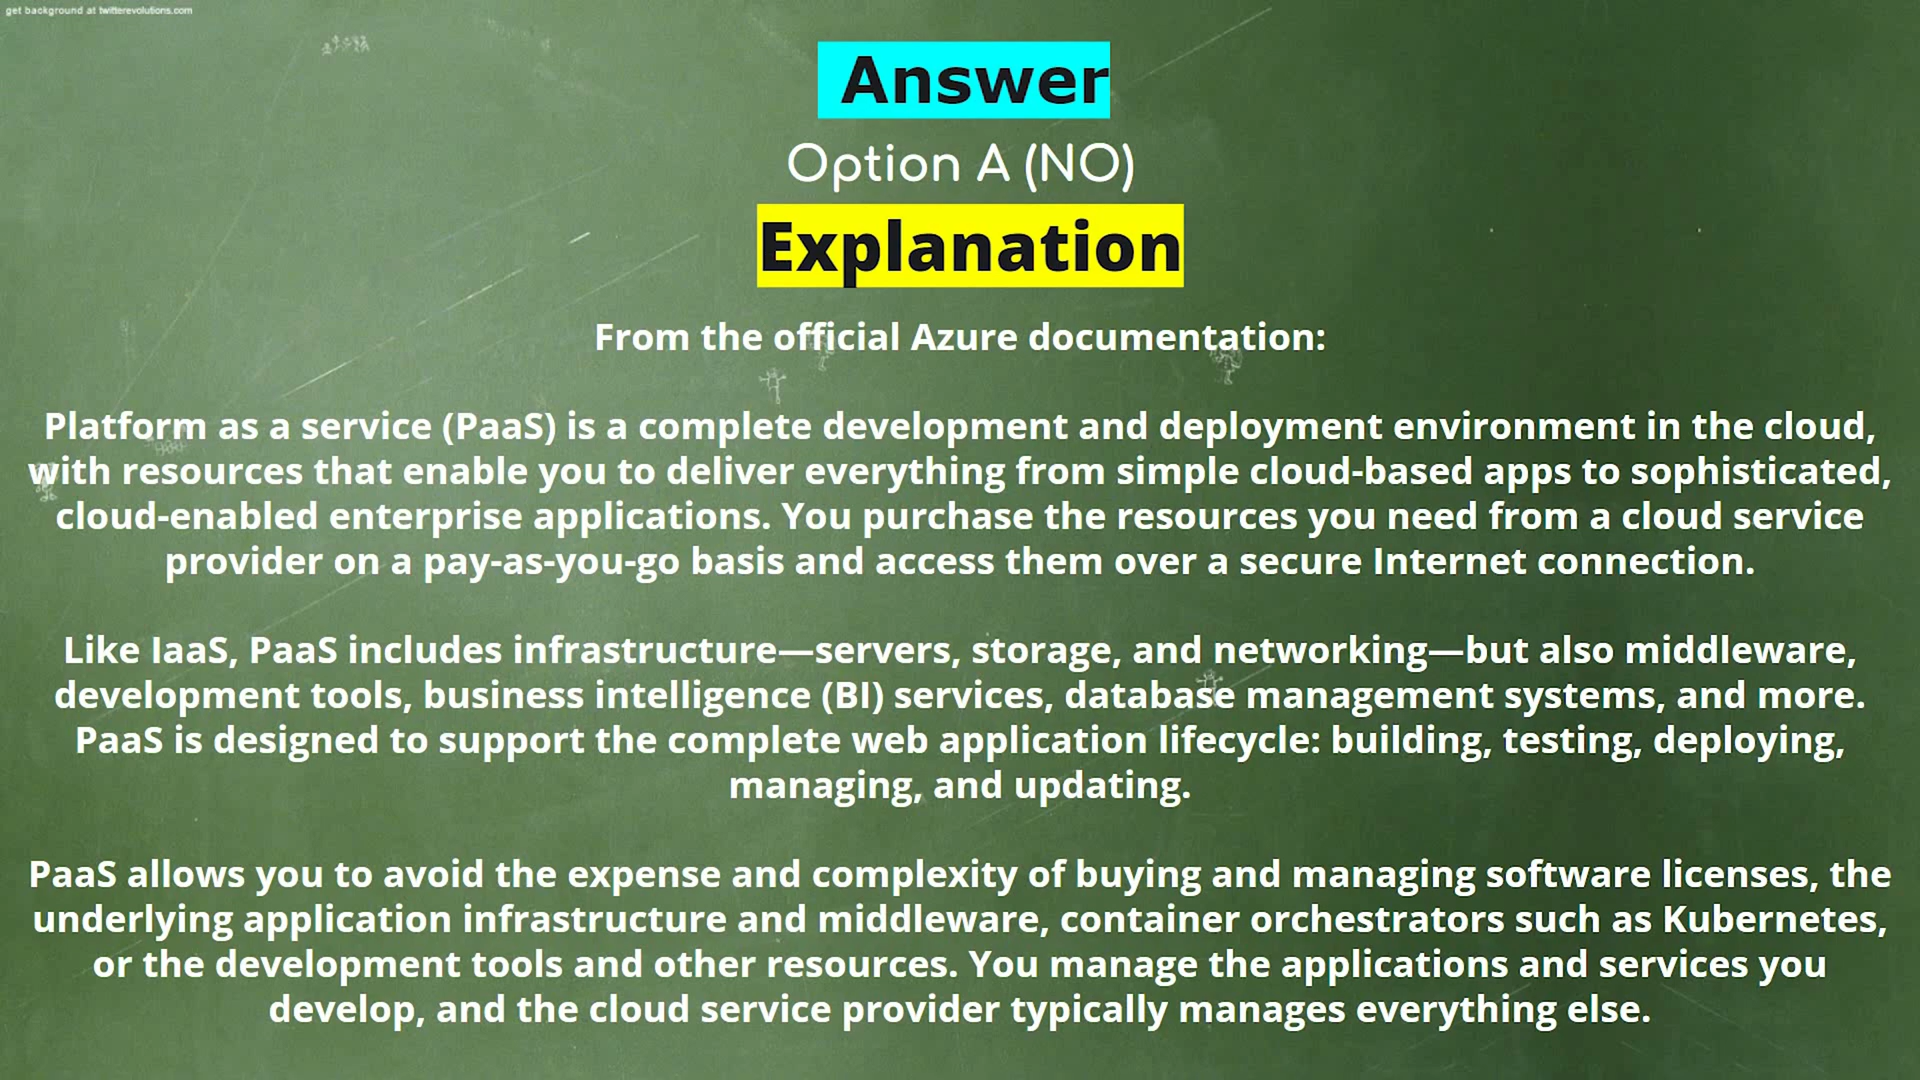 get background at twitterevolutions.com
Answer
Option A (NO)
Explanation
From the official Azure documentation:
Platform as a service (PaaS) is a complete development and deployment environment in the cloud,
with resources that enable you to deliver everything from simple cloud-based apps to sophisticated,
cloud-enabled enterprise applications. You purchase the resources you need from a cloud service
provider on a pay-as-you-go basis and access them over a secure Internet connection.
Like IaaS, PaaS includes infrastructure—servers, storage, and networking—but also middleware,
development tools, business intelligence (BI) services, database management systems, and more.
PaaS is designed to support the complete web application lifecycle: building, testing, deploying,
managing, and updating.
PaaS allows you to avoid the expense and complexity of buying and managing software licenses, the
underlying application infrastructure and middleware, container orchestrators such as Kubernetes,
or the development tools and other resources. You manage the applications and services you
develop, and the cloud service provider typically manages everything else.